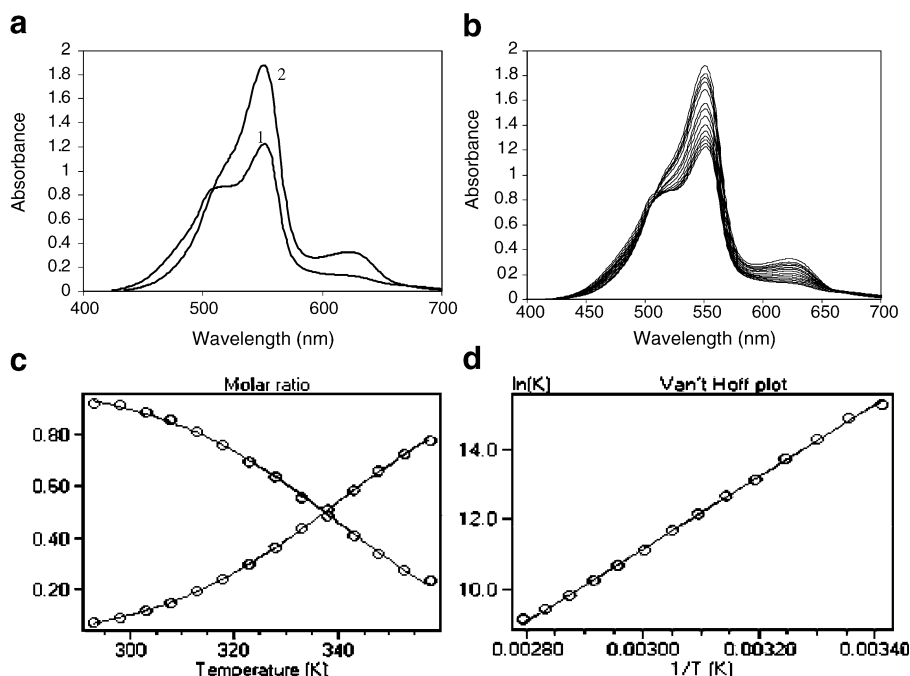 a
2
1.8
1.6
1.4
1.2
1
0.8
0.6
0.4
0.2
0
Absorbance
2
1
400 500 600 700
Wavelength (nm)
b
2
1.8
1.6
1.4
1.2
1
0.8
0.6
0.4
02
0
Absorbance
400 450 500 550 600 650 700
Wavelength (nm)
c
Molar ratio
0.80
0.60
0.40
0.20
300 320 340
Temperature [K]
d
ln[K] Van't Hoff plot
14.0
12.0
10.0
0.00280 0.00300 0.00320 0.00340
1/T [K]